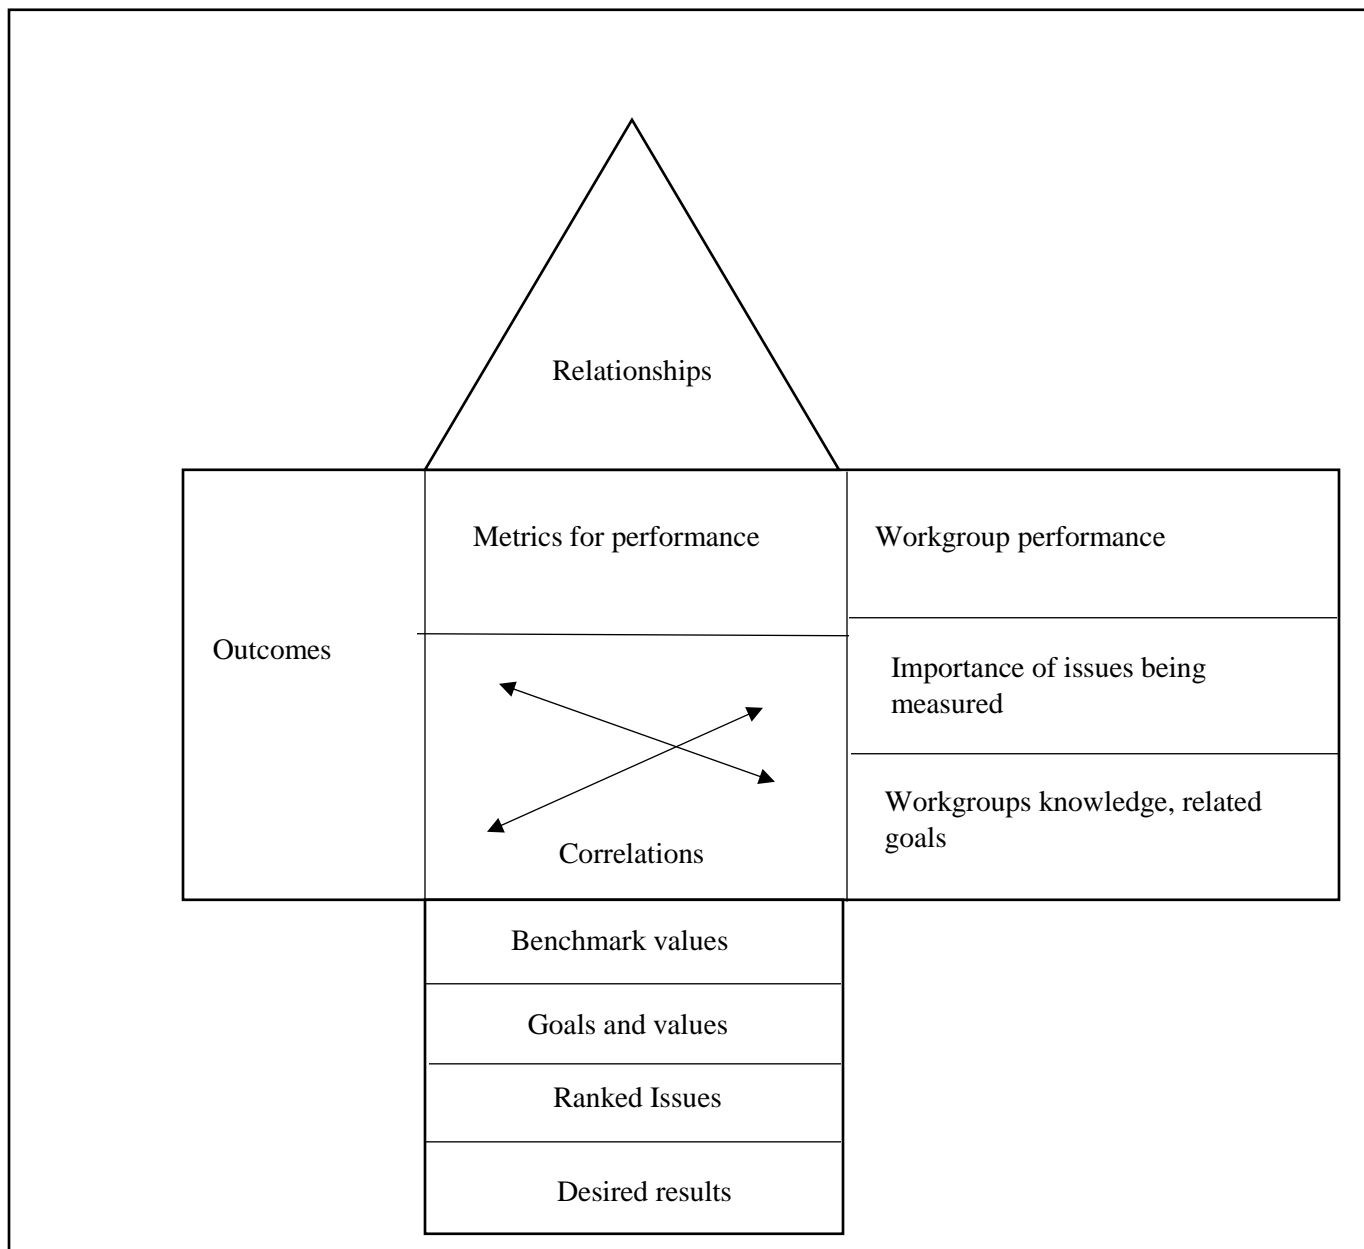 Relationships
Metrics for performance
Workgroup performance
Outcomes
Importance of issues being
measured
Workgroups knowledge, related
goals
Correlations
Benchmark values
Goals and values
Ranked Issues
Desired results